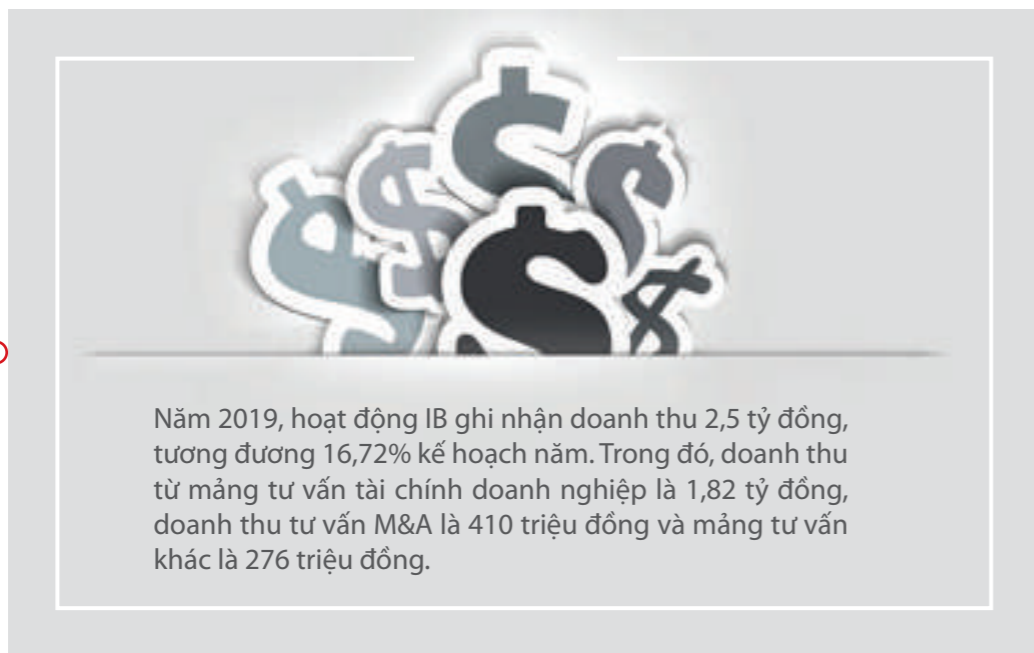 Năm 2019, hoạt động IB ghi nhận doanh thu 2,5 tỷ đồng,
tương đương 16,72% kế hoạch năm. Trong đó, doanh thu
từ mảng tư vấn tài chính doanh nghiệp là 1,82 tỷ đồng,
doanh thu tư vấn M&A là 410 triệu đồng và mảng tư vấn
khác là 276 triệu đồng.